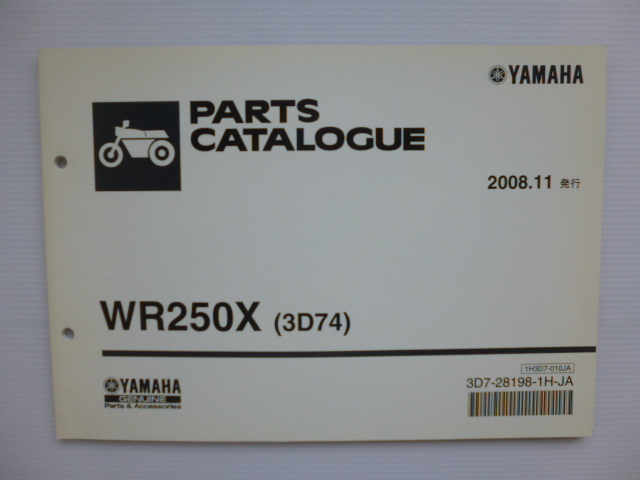 YAMAHA
PARTS
CATALOGUE
2008.11 発行
WR250X (3D74)
1H3D7-010JA
3D7-28198-1H-JA
YAMAHA
GENUINE
Parts & Accessories